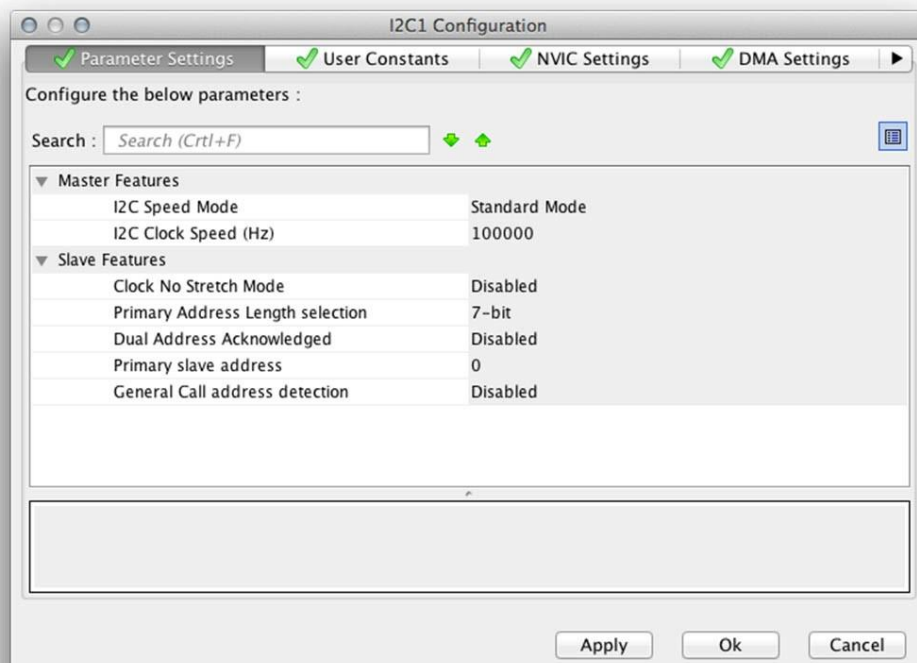 I2C1 Configuration
Parameter Settings User Constants NVIC Settings DMA Settings
Configure the below parameters :
Search : Search (Crtl+F)
Master Features
I2C Speed Mode Standard Mode
I2C Clock Speed (Hz) 100000
Slave Features
Clock No Stretch Mode Disabled
Primary Address Length selection 7-bit
Dual Address Acknowledged Disabled
Primary slave address 0
General Call address detection Disabled
Apply Ok Cancel